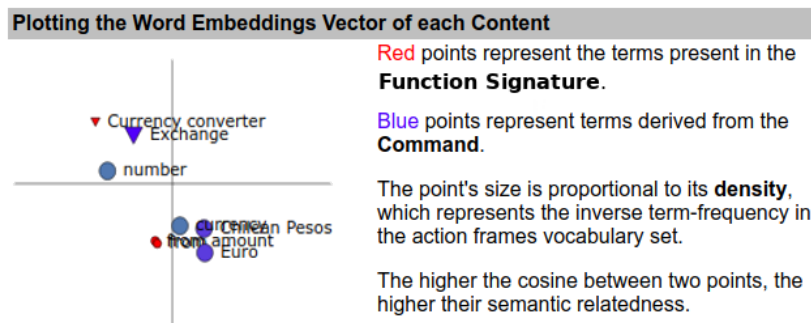 Plotting the Word Embeddings Vector of each Content
Red points represent the terms present in the
Function Signature.
Blue points represent terms derived from the
Command.
The point's size is proportional to its density,
which represents the inverse term-frequency in
the action frames vocabulary set.
The higher the cosine between two points, the
higher their semantic relatedness.
Currency converter
Exchange
number
currency
Chilean Pesos
from amount
Euro